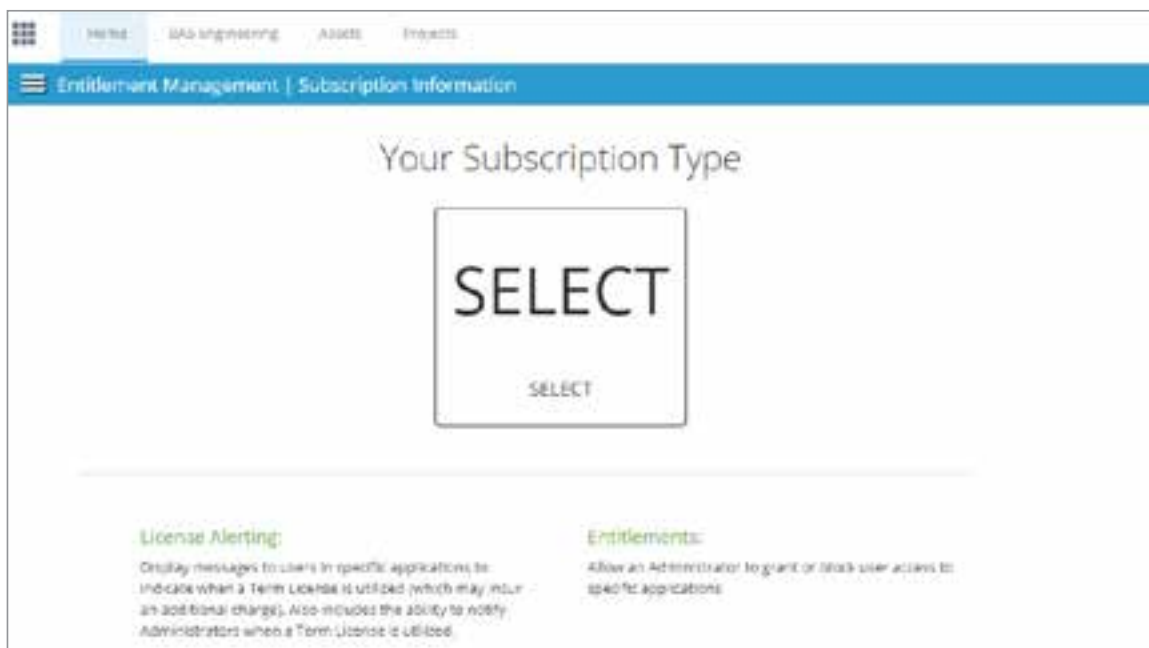 Home Assets Projects
Entitlement Management | Subscription Information
Your Subscription Type
SELECT
SELECT
License Alerting:
Display messages to users in specific applications to
indicate when a Term License is utilized (which may incur
an additional charge). Also includes the ability to notify
Administrators when a Term License is utilized.
Entitlements:
Allow an Administrator to grant or block user access to
specific applications